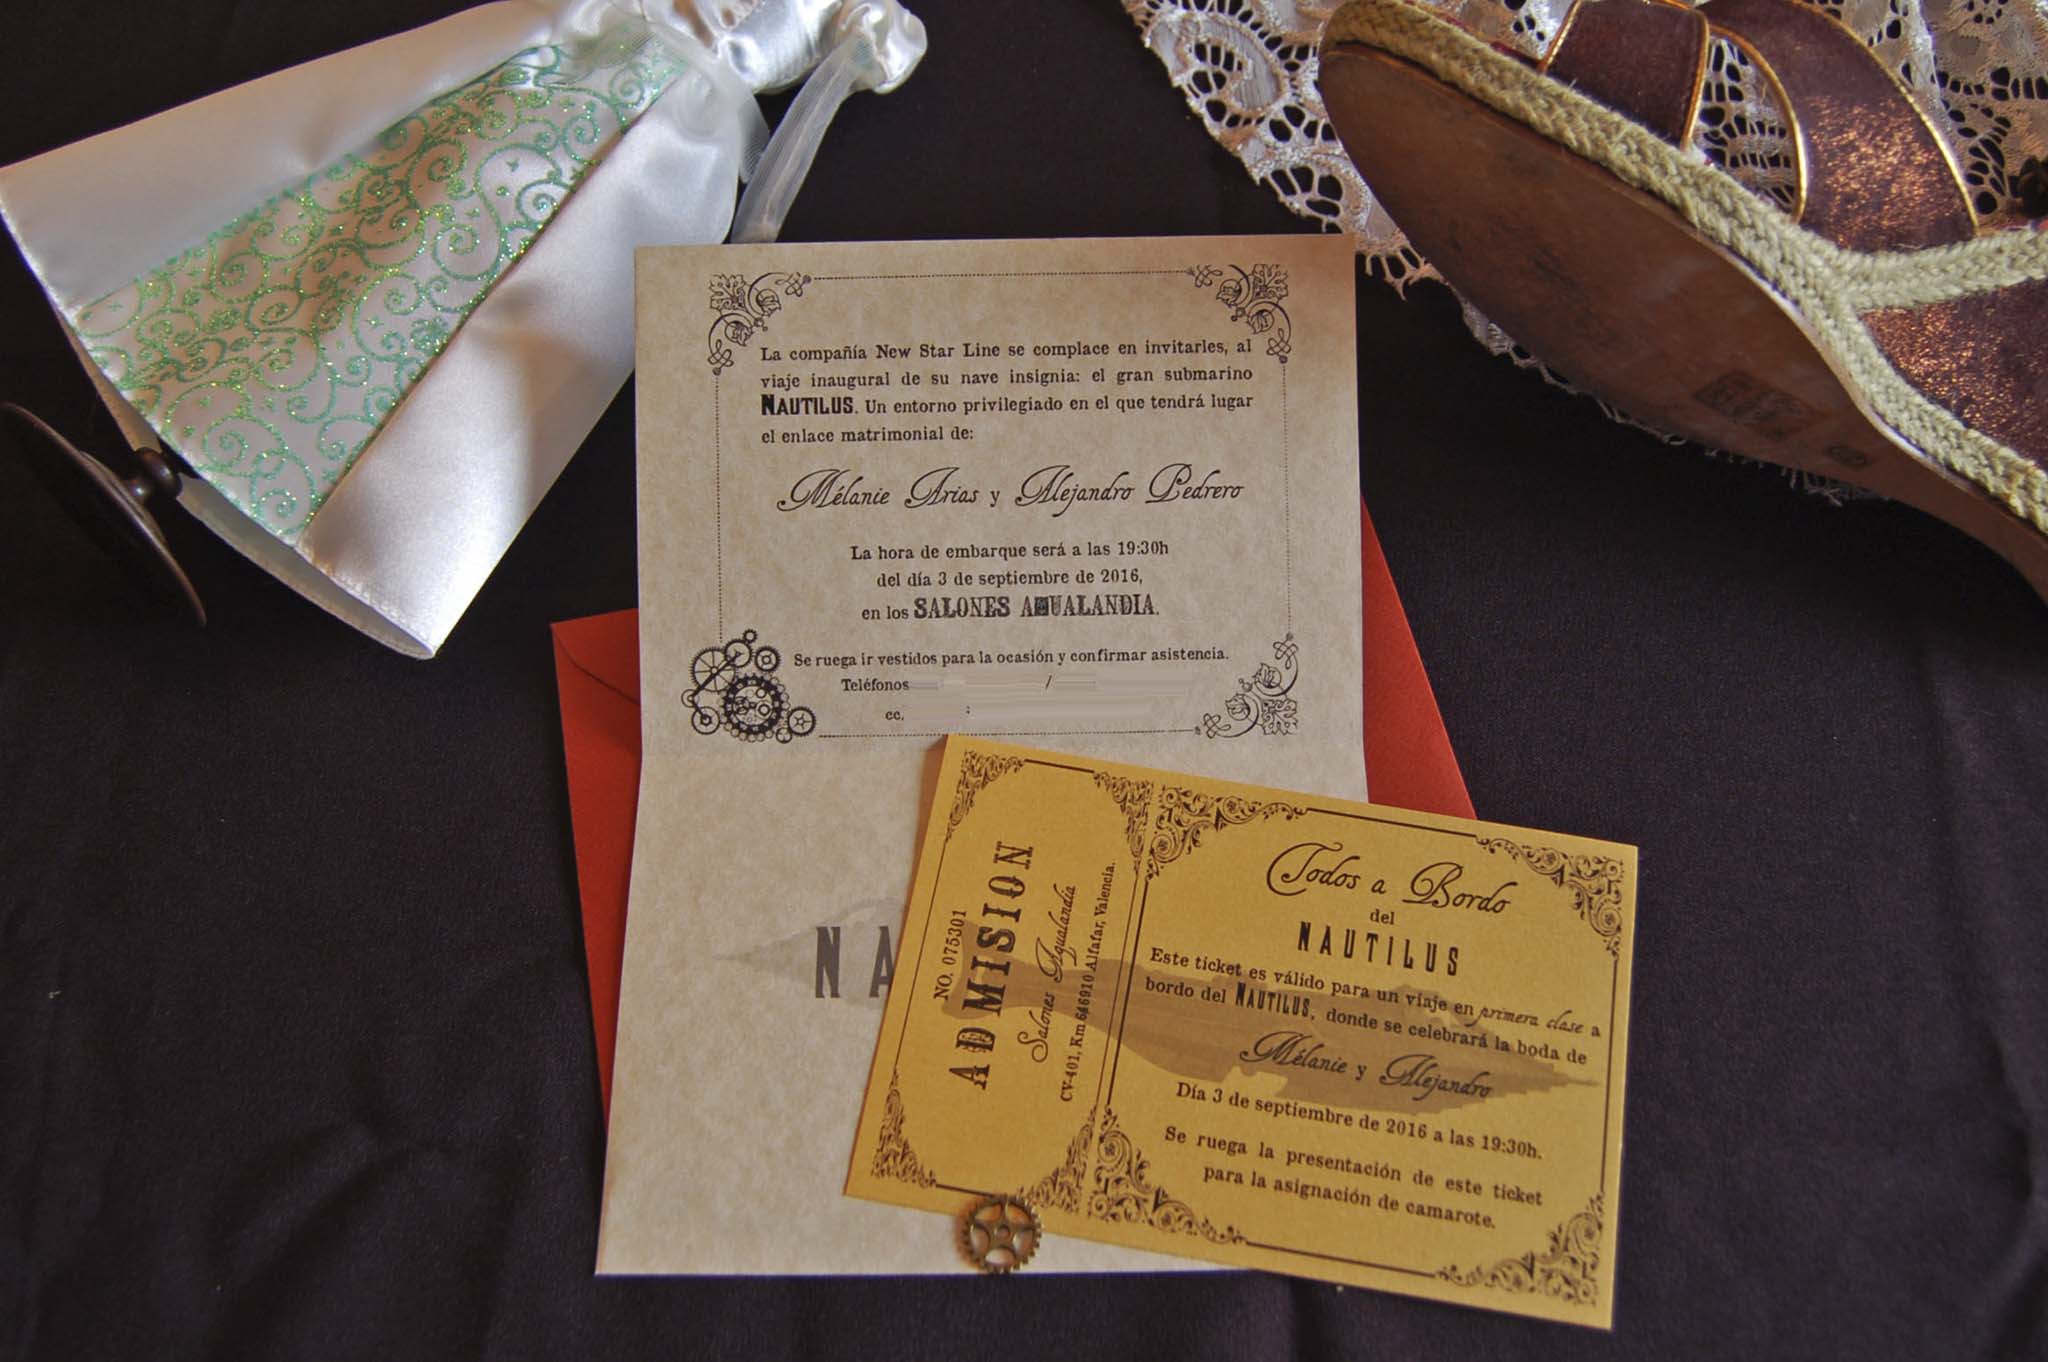 La compañía New Star Line se complace en invitarles, al
viaje inaugural de su nave insignia: el gran submarino
NAUTILUS. Un entorno privilegiado en el que tendrá lugar
el enlace matrimonial de:
Mélanie Arias y Alejandro Pedrero
La hora de embarque será a las 19:30h
del día 3 de septiembre de 2016,
en los SALONES AQUALANDIA.
Se ruega ir vestidos para la ocasión y confirmar asistencia.
Teléfonos /
cc. :
NA
NO. 075301
ADMISION
Salones Aqualandia
CV-401, Km 646910 Alfafar, Valencia.
Todos a Bordo
del
NAUTILUS
Este ticket es válido para un viaje en primera clase a
bordo del NAUTILUS, donde se celebrará la boda de
Mélanie y Alejandro
Día 3 de septiembre de 2016 a las 19:30h.
Se ruega la presentación de este ticket
para la asignación de camarote.